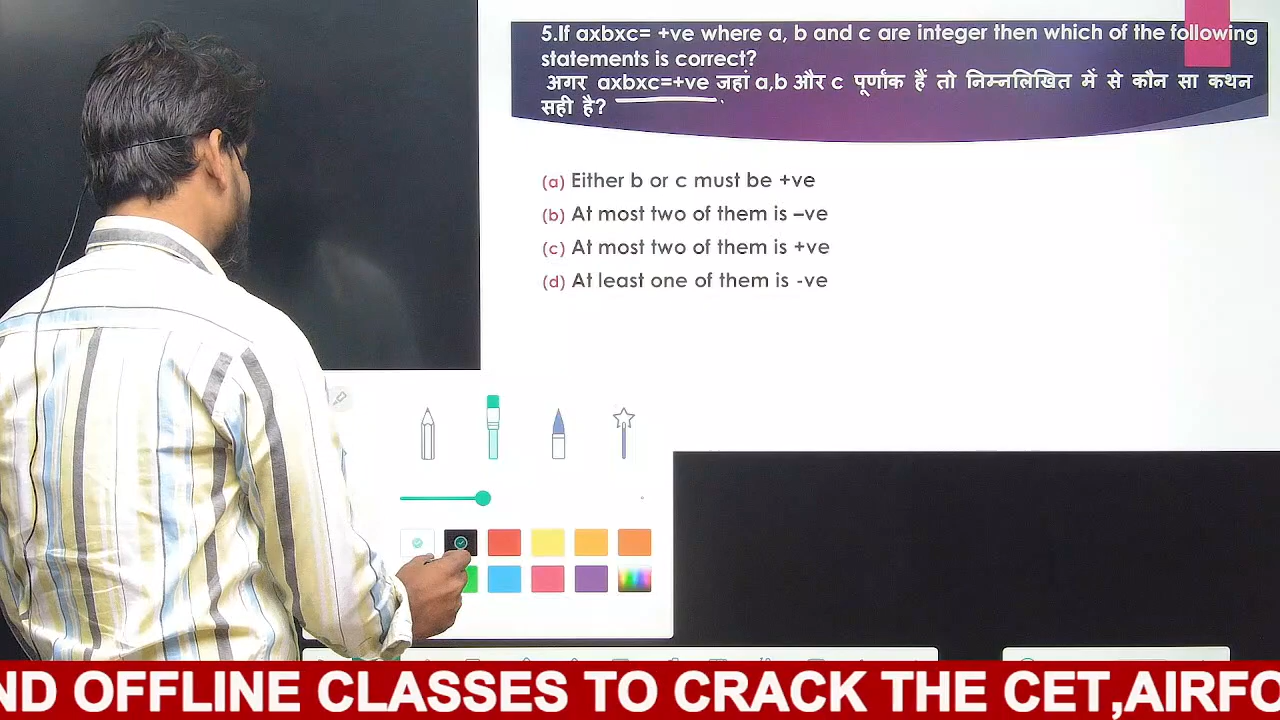 5.If axbxc= +ve where a, b and c are integer then which of the following
statements is correct?
अगर axbxc=+ve जहां a,b और c पूर्णांक हैं तो निम्नलिखित में से कौन सा कथन
सही है?
(a) Either b or c must be +ve
(b) At most two of them is –ve
(c) At most two of them is +ve
(d) At least one of them is -ve
ND OFFLINE CLASSES TO CRACK THE CET,AIRFO